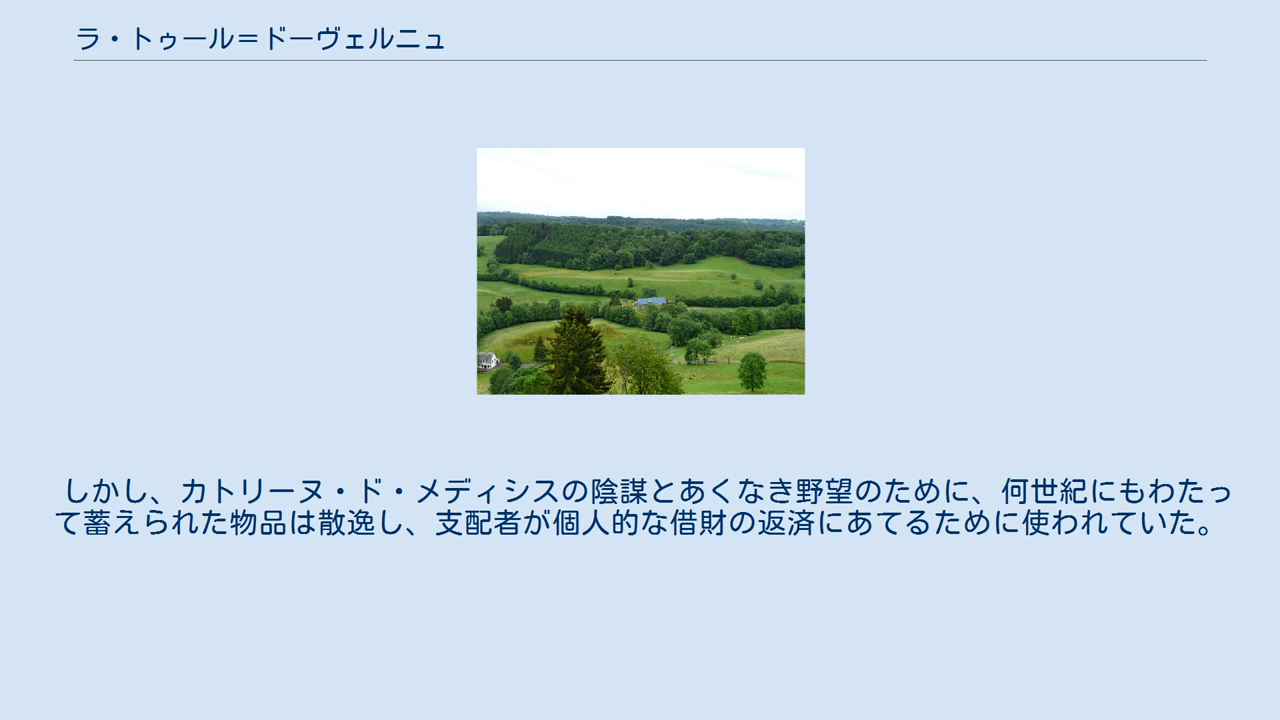 ラ・トゥール＝ドーヴェルニュ
しかし、カトリーヌ・ド・メディシスの陰謀とあくなき野望のために、何世紀にもわたっ
て蓄えられた物品は散逸し、支配者が個人的な借財の返済にあてるために使われていた。